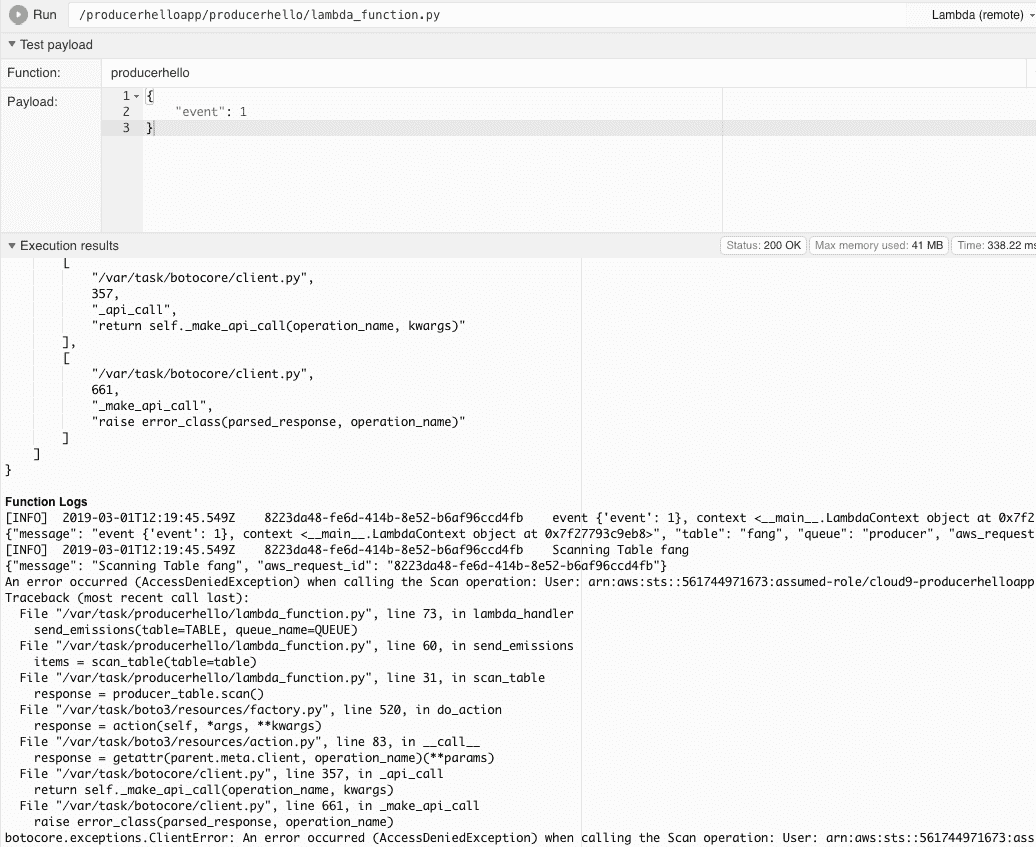 Run /producerhelloapp/producerhello/lambda_function.py Lambda (remote)
Test payload
Function: producerhello
Payload: 1 {
2 "event": 1
3 }
Execution results Status: 200 OK Max memory used: 41 MB Time: 338.22 ms
[
"/var/task/botocore/client.py",
357,
"_api_call",
"return self._make_api_call(operation_name, kwargs)"
],
[
"/var/task/botocore/client.py",
661,
"_make_api_call",
"raise error_class(parsed_response, operation_name)"
]
]
}
Function Logs
[INFO] 2019-03-01T12:19:45.549Z 8223da48-fe6d-414b-8e52-b6af96ccd4fb event {'event': 1}, context <__main__.LambdaContext object at 0x7f2
{"message": "event {'event': 1}, context <__main__.LambdaContext object at 0x7f27793c9eb8>", "table": "fang", "queue": "producer", "aws_request
[INFO] 2019-03-01T12:19:45.549Z 8223da48-fe6d-414b-8e52-b6af96ccd4fb Scanning Table fang
{"message": "Scanning Table fang", "aws_request_id": "8223da48-fe6d-414b-8e52-b6af96ccd4fb"}
An error occurred (AccessDeniedException) when calling the Scan operation: User: arn:aws:sts::561744971673:assumed-role/cloud9-producerhelloapp
Traceback (most recent call last):
File "/var/task/producerhello/lambda_function.py", line 73, in lambda_handler
send_emissions(table=TABLE, queue_name=QUEUE)
File "/var/task/producerhello/lambda_function.py", line 60, in send_emissions
items = scan_table(table=table)
File "/var/task/producerhello/lambda_function.py", line 31, in scan_table
response = producer_table.scan()
File "/var/task/boto3/resources/factory.py", line 520, in do_action
response = action(self, *args, **kwargs)
File "/var/task/boto3/resources/action.py", line 83, in __call__
response = getattr(parent.meta.client, operation_name)(**params)
File "/var/task/botocore/client.py", line 357, in _api_call
return self._make_api_call(operation_name, kwargs)
File "/var/task/botocore/client.py", line 661, in _make_api_call
raise error_class(parsed_response, operation_name)
botocore.exceptions.ClientError: An error occurred (AccessDeniedException) when calling the Scan operation: User: arn:aws:sts::561744971673:ass